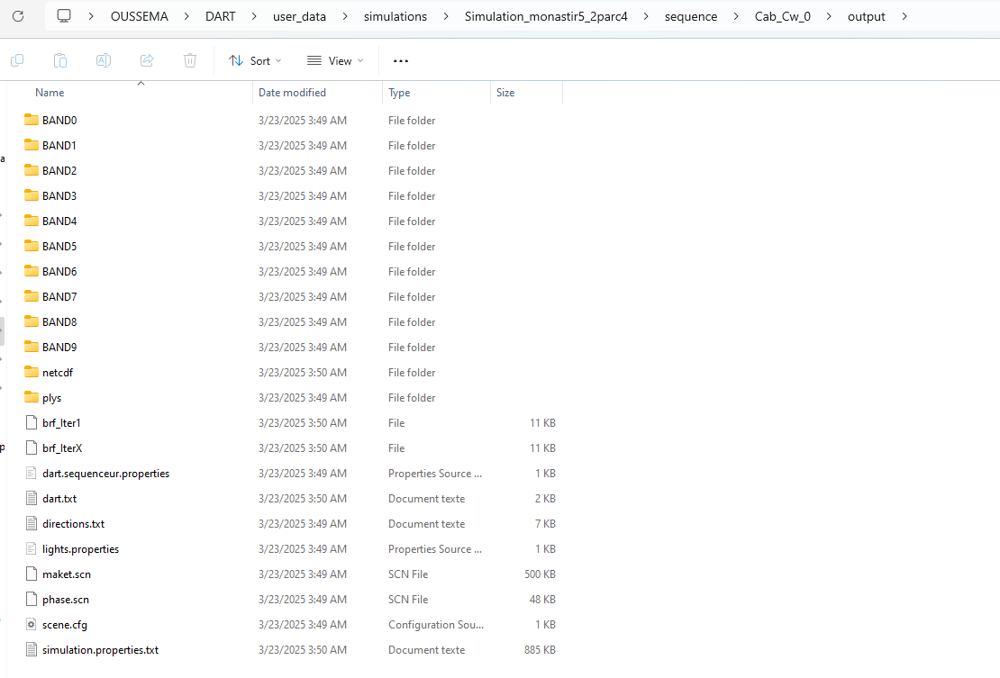 OUSSEMA > DART > user_data > simulations > Simulation_monastir5_2parc4 > sequence > Cab_Cw_0 > output >
Sort View ...
Name Date modified Type Size
BAND0 3/23/2025 3:49 AM File folder
BAND1 3/23/2025 3:49 AM File folder
BAND2 3/23/2025 3:49 AM File folder
BAND3 3/23/2025 3:49 AM File folder
BAND4 3/23/2025 3:49 AM File folder
BAND5 3/23/2025 3:49 AM File folder
BAND6 3/23/2025 3:49 AM File folder
BAND7 3/23/2025 3:49 AM File folder
BAND8 3/23/2025 3:49 AM File folder
BAND9 3/23/2025 3:49 AM File folder
netcdf 3/23/2025 3:50 AM File folder
plys 3/23/2025 3:49 AM File folder
brf_Iter1 3/23/2025 3:50 AM File 11 KB
brf_IterX 3/23/2025 3:50 AM File 11 KB
dart.sequenceur.properties 3/23/2025 3:49 AM Properties Source ... 1 KB
dart.txt 3/23/2025 3:50 AM Document texte 2 KB
directions.txt 3/23/2025 3:49 AM Document texte 7 KB
lights.properties 3/23/2025 3:49 AM Properties Source ... 1 KB
maket.scn 3/23/2025 3:49 AM SCN File 500 KB
phase.scn 3/23/2025 3:49 AM SCN File 48 KB
scene.cfg 3/23/2025 3:49 AM Configuration Sou... 1 KB
simulation.properties.txt 3/23/2025 3:50 AM Document texte 885 KB